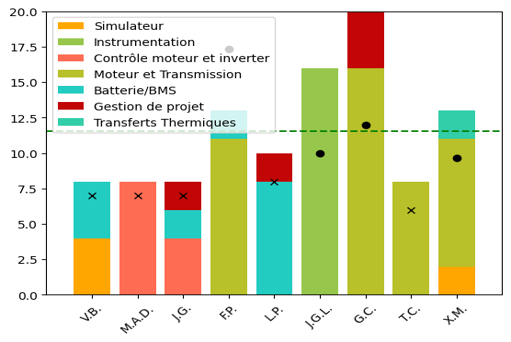 20.0
17.5
15.0
12.5
10.0
7.5
5.0
2.5
0.0
Simulateur
Instrumentation
Contrôle moteur et inverter
Moteur et Transmission
Batterie/BMS
Gestion de projet
Transferts Thermiques
V.B.
M.A.D.
J.G.
F.P.
L.P.
J.G.L.
G.C.
T.C.
X.M.